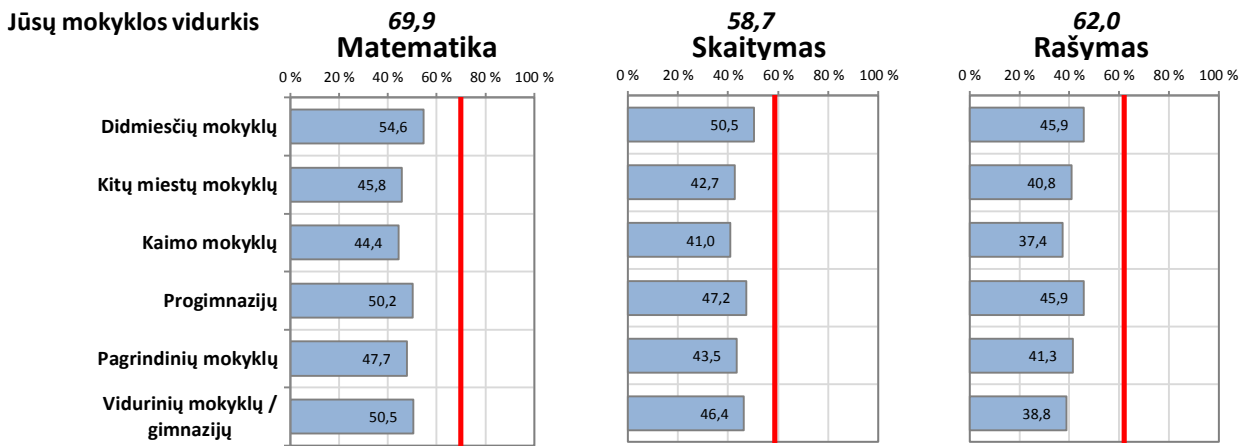 Jūsų mokyklos vidurkis 69,9 58,7 62,0
Matematika Skaitymas Rašymas
0 % 20 % 40 % 60 % 80 % 100 % 0 % 20 % 40 % 60 % 80 % 100 % 0 % 20 % 40 % 60 % 80 % 100 %
Didmiesčių mokyklų 54,6 50,5 45,9
Kitų miestų mokyklų 45,8 42,7 40,8
Kaimo mokyklų 44,4 41,0 37,4
Progimnazijų 50,2 47,2 45,9
Pagrindinių mokyklų 47,7 43,5 41,3
Vidurinių mokyklų /
gimnazijų 50,5 46,4 38,8